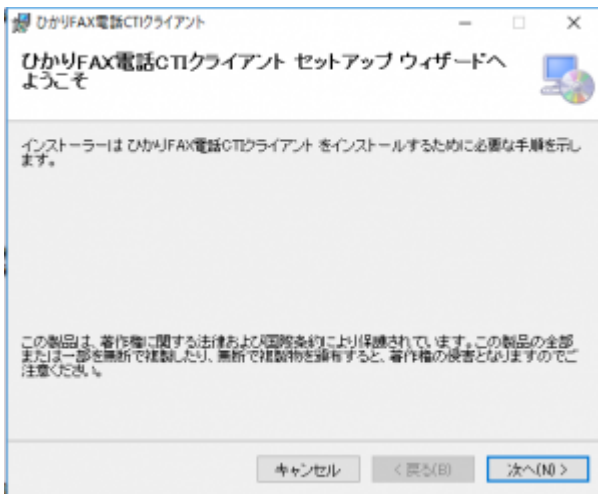 ひかりFAX電話CTIクライアント
ひかりFAX電話CTIクライアント セットアップ ウィザードへ
ようこそ
インストーラーは ひかりFAX電話CTIクライアント をインストールするために必要な手順を示し
ます。
この製品は、著作権に関する法律および国際条約により保護されています。この製品の全部
または一部を無断で複製したり、無断で複製物を頒布すると、著作権の侵害となりますのでご
注意ください。
キャンセル
< 戻る(B)
次へ(N) >